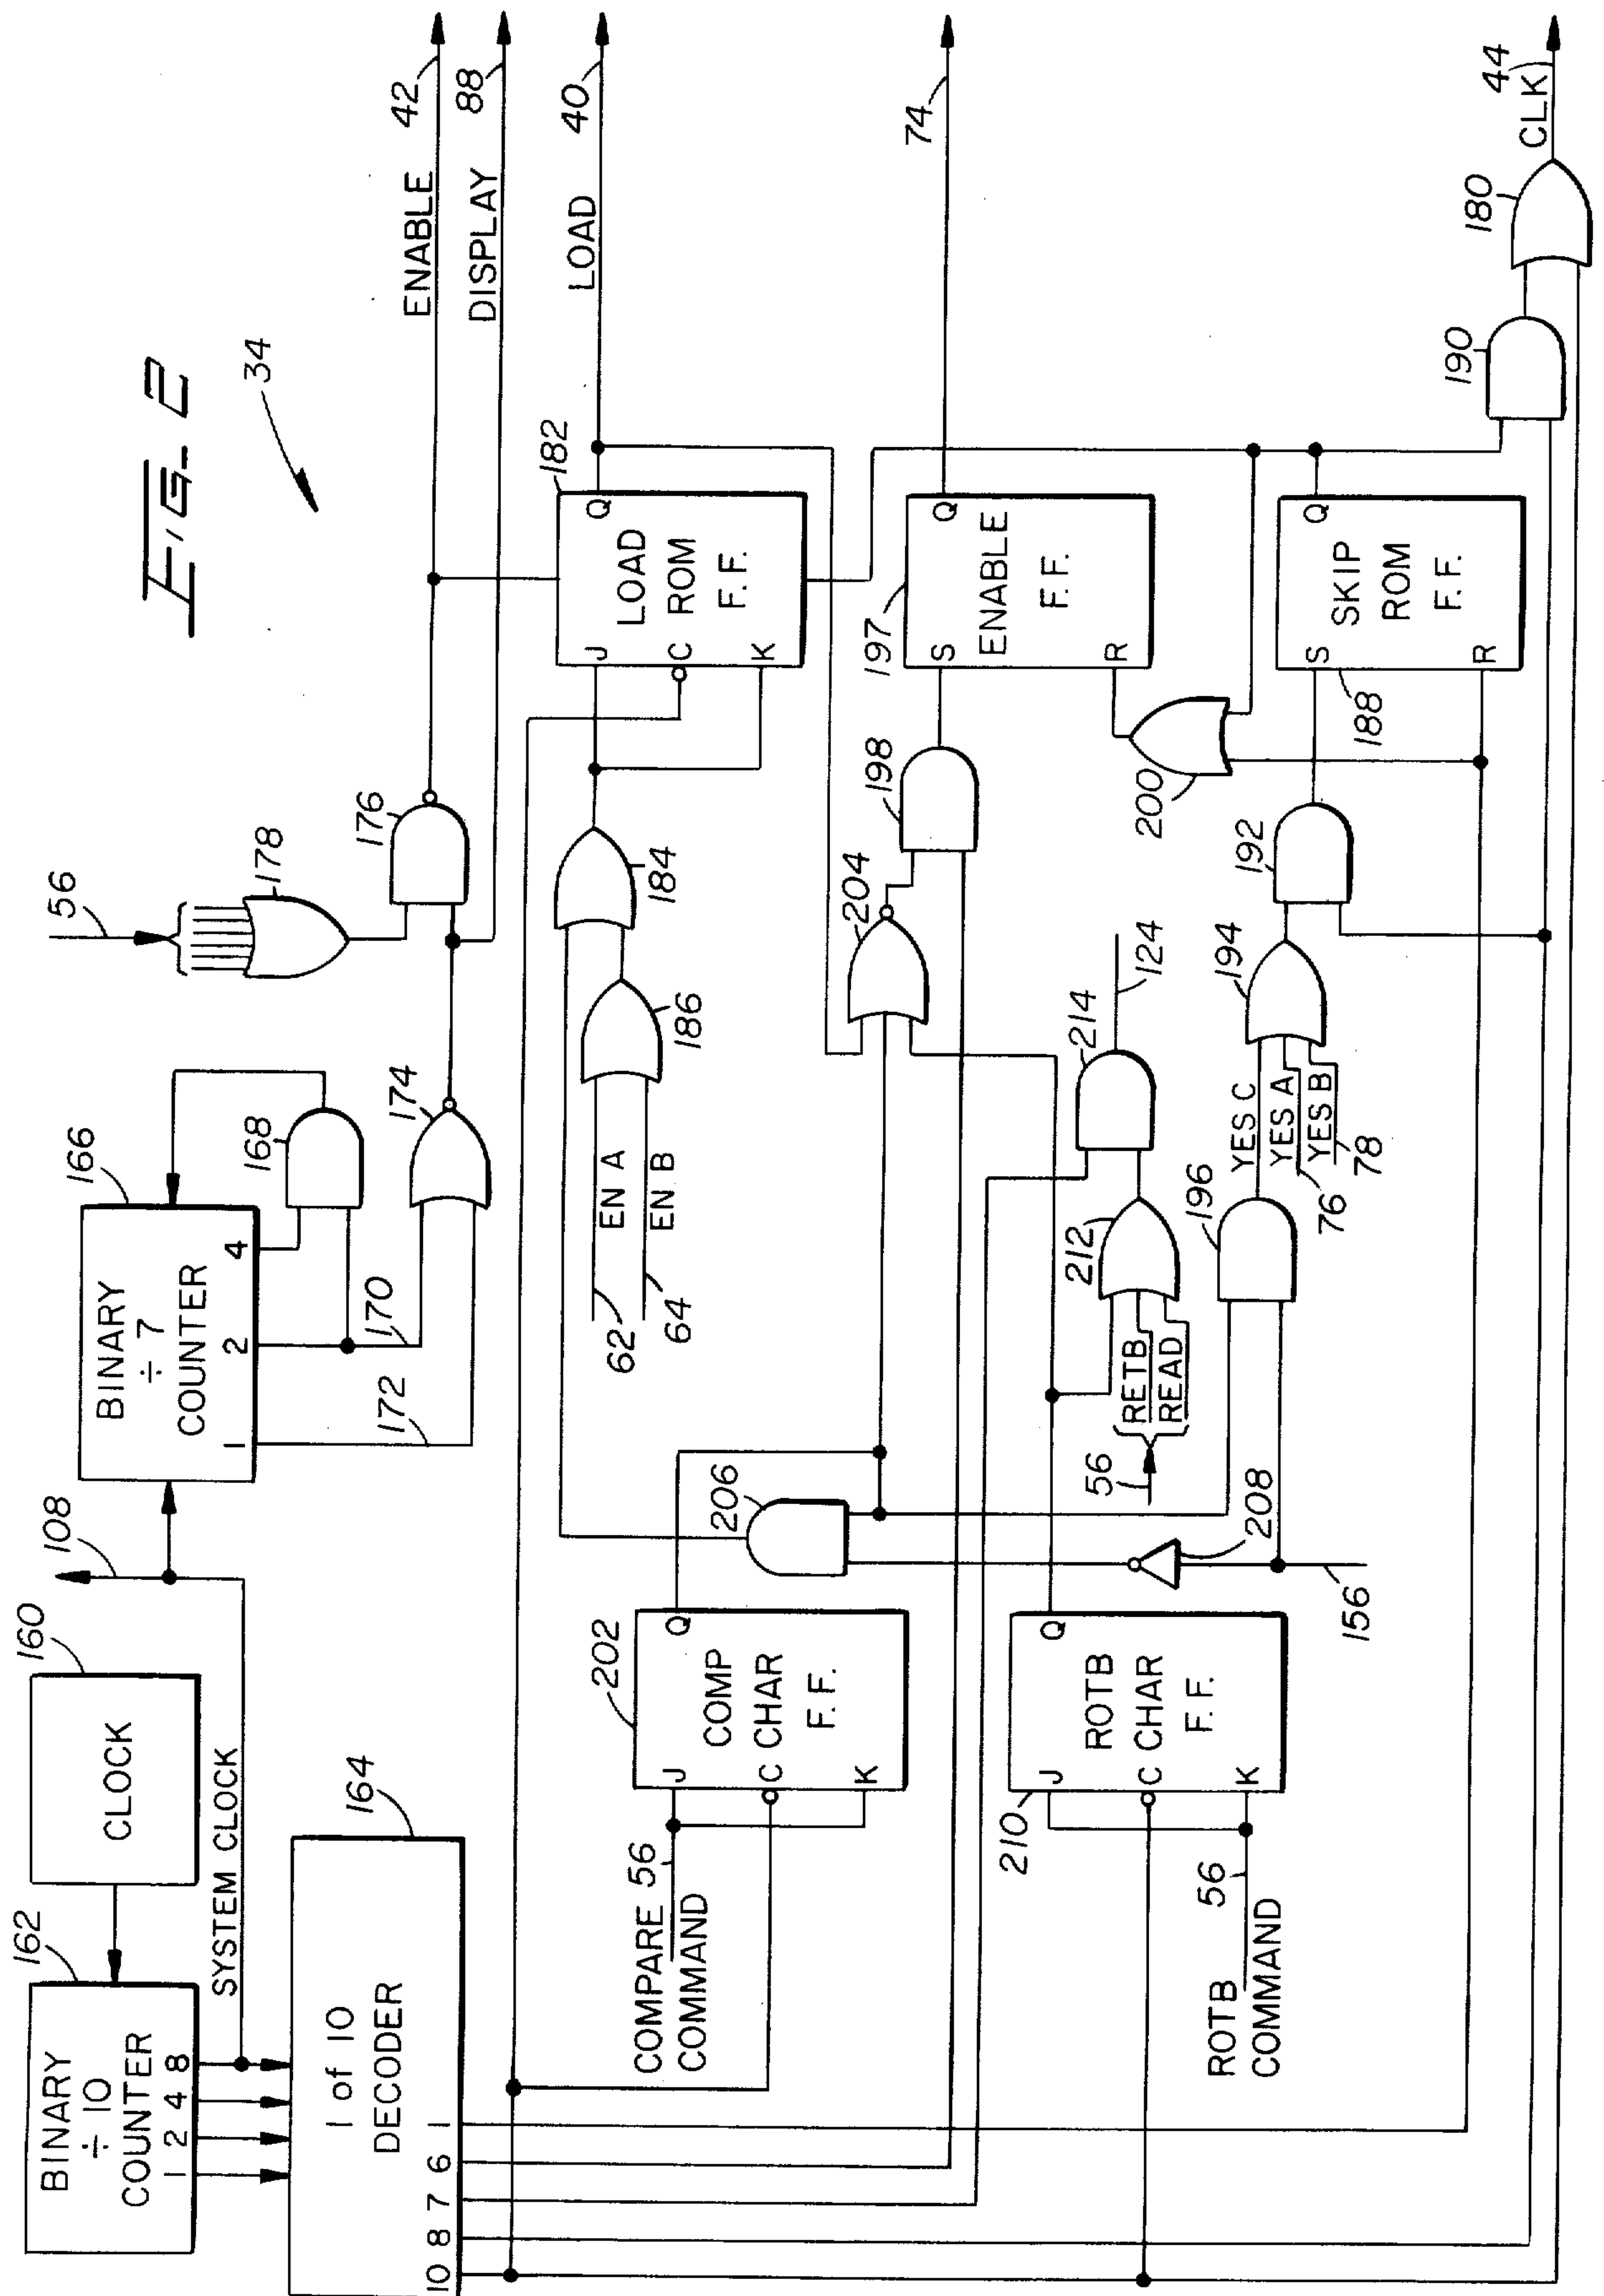 FIG. 2
34
BINARY
÷ 10
COUNTER
1 2 4 8
162
CLOCK
160
SYSTEM CLOCK
108
1 of 10
DECODER
164
10 8 7 6 1
BINARY
÷ 7
COUNTER
1 2 4
166
168
170
172
174
56
178
176
ENABLE 42
DISPLAY 88
LOAD 40
74
CLK 44
180
190
LOAD
ROM
F.F.
J
C
K
Q
182
184
186
EN A
EN B
62
64
ENABLE
F.F.
S
R
Q
197
198
200
204
SKIP
ROM
F.F.
S
R
Q
188
192
194
YES C
YES A
YES B
76
78
196
124
214
212
RETB
READ
56
206
208
156
COMP
CHAR
F.F.
J
C
K
Q
202
COMPARE 56
COMMAND
ROTB
CHAR
F.F.
J
C
K
Q
210
ROTB 56
COMMAND